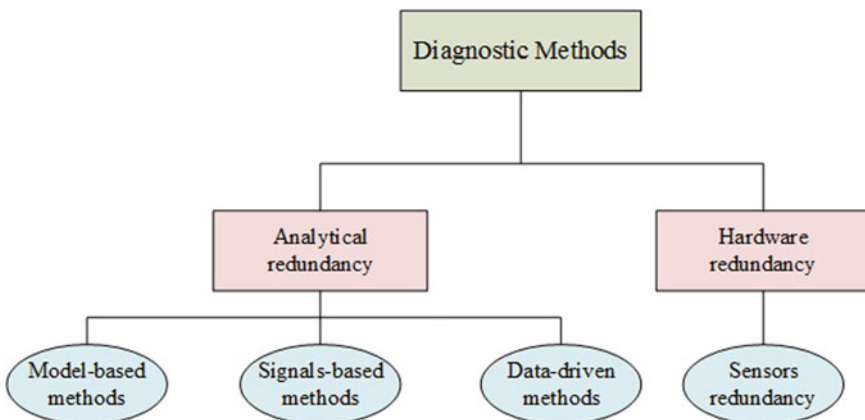 Diagnostic Methods
Analytical
redundancy
Hardware
redundancy
Model-based
methods
Signals-based
methods
Data-driven
methods
Sensors
redundancy